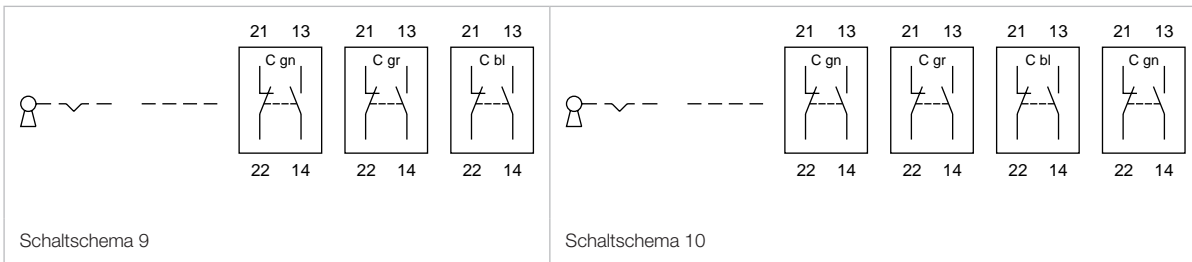 21 13 21 13 21 13
C gn C gr C bl
22 14 22 14 22 14
Schaltschema 9
21 13 21 13 21 13 21 13
C gn C gr C bl C gn
22 14 22 14 22 14 22 14
Schaltschema 10